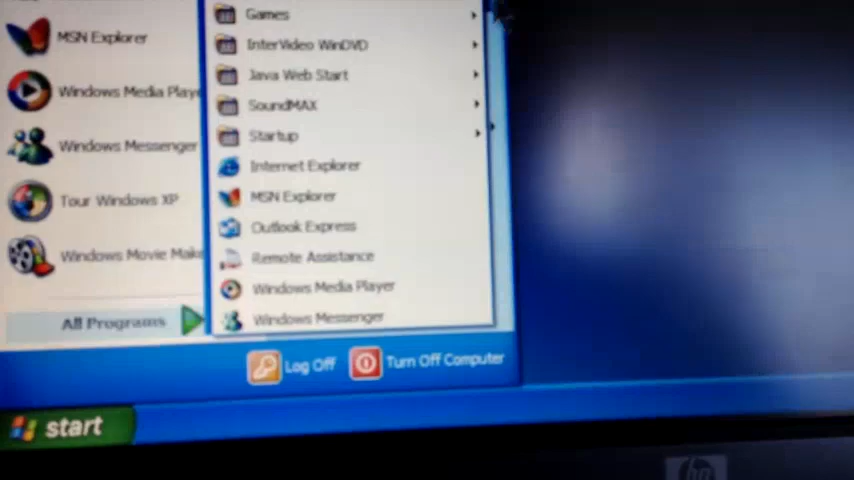 MSN Explorer
Windows Media Playe
Windows Messenger
Tour Windows XP
Windows Movie Make
All Programs
Games
InterVideo WinDVD
Java Web Start
SoundMAX
Startup
Internet Explorer
MSN Explorer
Outlook Express
Remote Assistance
Windows Media Player
Windows Messenger
Log Off
Turn Off Computer
start
hp